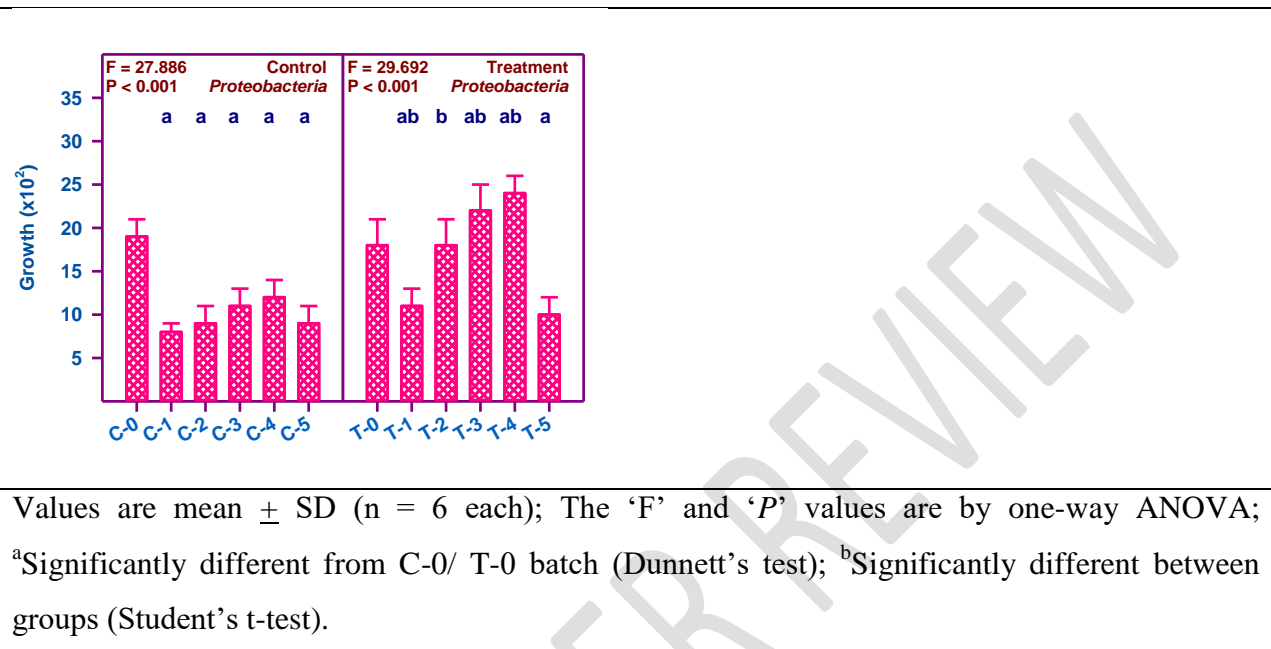 F = 27.886 Control
P < 0.001 Proteobacteria
F = 29.692 Treatment
P < 0.001 Proteobacteria
a a a a a
ab b ab ab a
35
30
25
20
15
10
5
Growth (x10²)
C-0 C-1 C-2 C-3 C-4 C-5
T-0 T-1 T-2 T-3 T-4 T-5
Values are mean ± SD (n = 6 each); The ‘F’ and ‘P’ values are by one-way ANOVA;
ᵃSignificantly different from C-0/ T-0 batch (Dunnett’s test); ᵇSignificantly different between
groups (Student’s t-test).
ER REVIEW